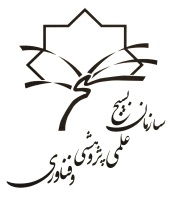 سازمان بسیج
علمی پژوهشی
و فناوری